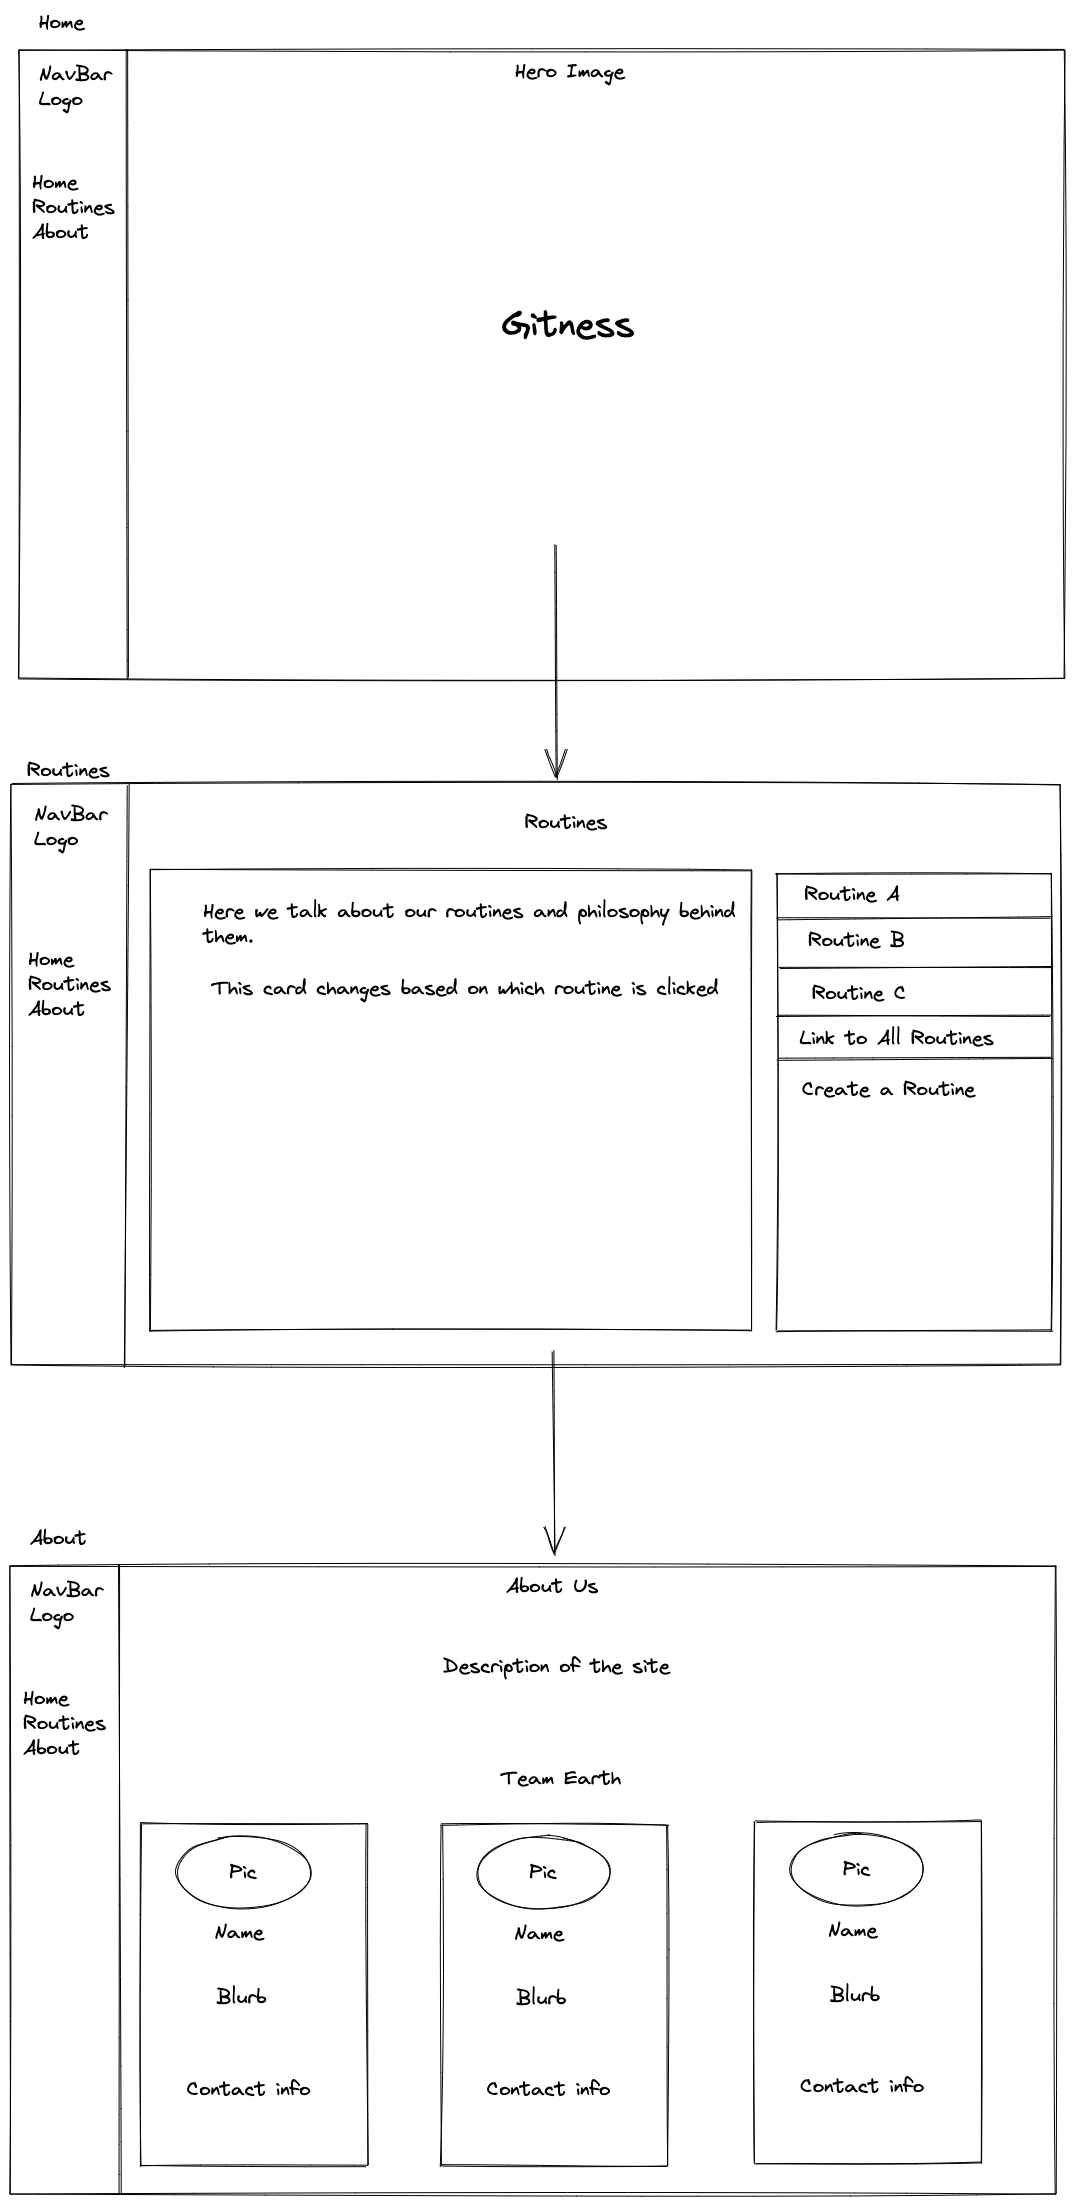 Home
NavBar
Logo
Hero Image
Home
Routines
About
Gitness
Routines
NavBar
Logo
Routines
Home
Routines
About
Here we talk about our routines and philosophy behind
them.
This card changes based on which routine is clicked
Routine A
Routine B
Routine C
Link to All Routines
Create a Routine
About
NavBar
Logo
About Us
Home
Routines
About
Description of the site
Team Earth
Pic
Name
Blurb
Contact info
Pic
Name
Blurb
Contact info
Pic
Name
Blurb
Contact info